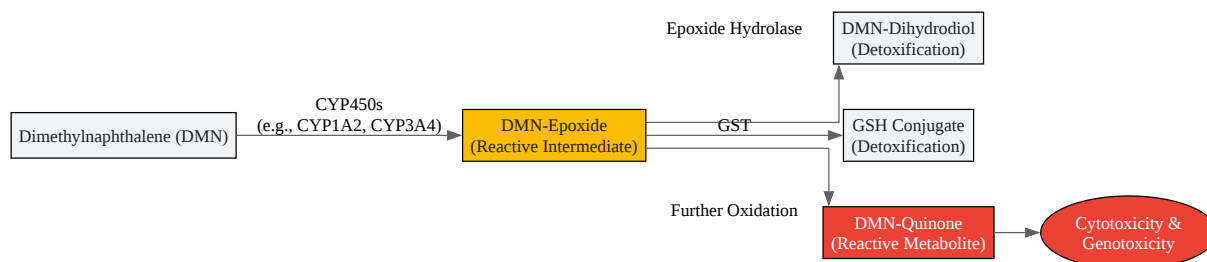 Dimethylnaphthalene (DMN)
CYP450s
(e.g., CYP1A2, CYP3A4)
DMN-Epoxide
(Reactive Intermediate)
Epoxide Hydrolase
DMN-Dihydrodiol
(Detoxification)
GST
GSH Conjugate
(Detoxification)
Further Oxidation
DMN-Quinone
(Reactive Metabolite)
Cytotoxicity &
Genotoxicity